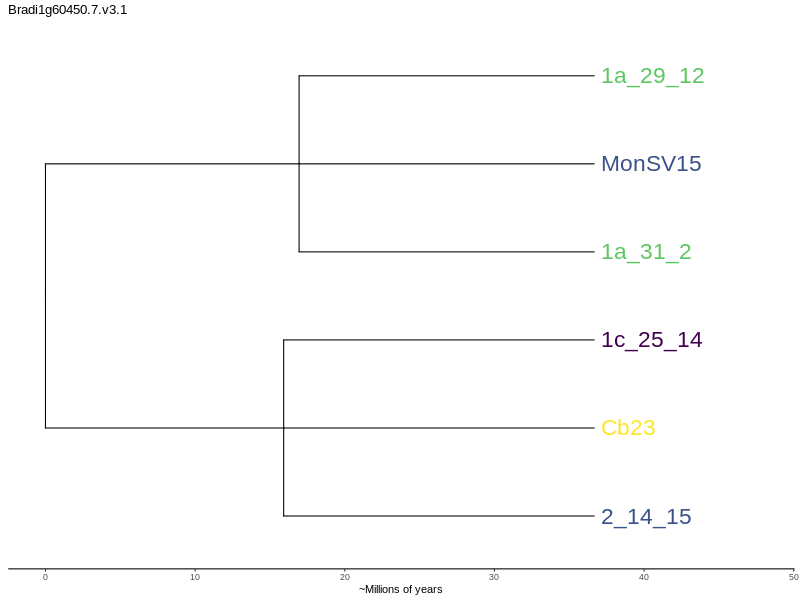 Bradi1g60450.7.v3.1
1a_29_12
MonSV15
1a_31_2
1c_25_14
Cb23
2_14_15
0 10 20 30 40 50
~Millions of years